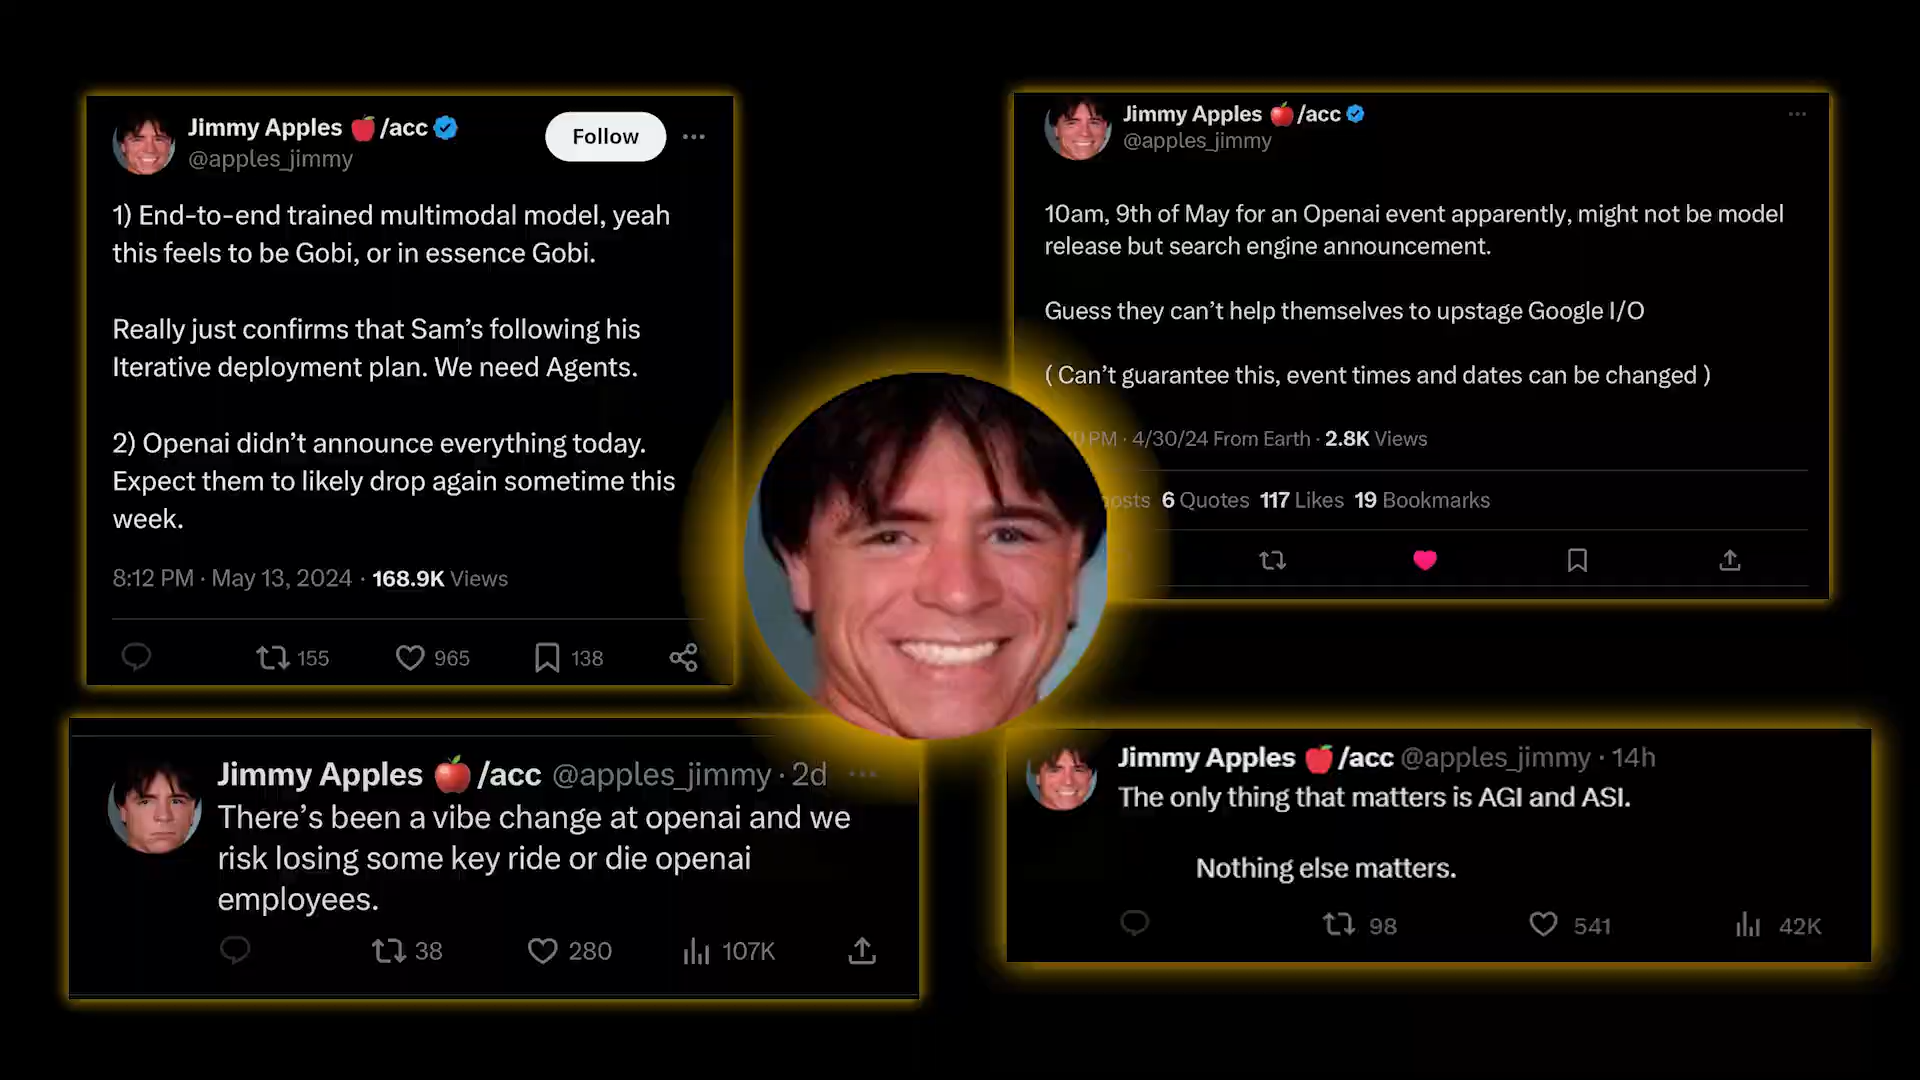 Jimmy Apples 🍎/acc
@apples_jimmy
Follow
1) End-to-end trained multimodal model, yeah
this feels to be Gobi, or in essence Gobi.
Really just confirms that Sam's following his
Iterative deployment plan. We need Agents.
2) Openai didn't announce everything today.
Expect them to likely drop again sometime this
week.
8:12 PM · May 13, 2024 · 168.9K Views
155 965 138
Jimmy Apples 🍎/acc
@apples_jimmy
10am, 9th of May for an Openai event apparently, might not be model
release but search engine announcement.
Guess they can't help themselves to upstage Google I/O
( Can't guarantee this, event times and dates can be changed )
PM · 4/30/24 From Earth · 2.8K Views
6 Quotes 117 Likes 19 Bookmarks
Jimmy Apples 🍎/acc @apples_jimmy · 2d
There's been a vibe change at openai and we
risk losing some key ride or die openai
employees.
38 280 107K
Jimmy Apples 🍎/acc @apples_jimmy · 14h
The only thing that matters is AGI and ASI.
Nothing else matters.
98 541 42K